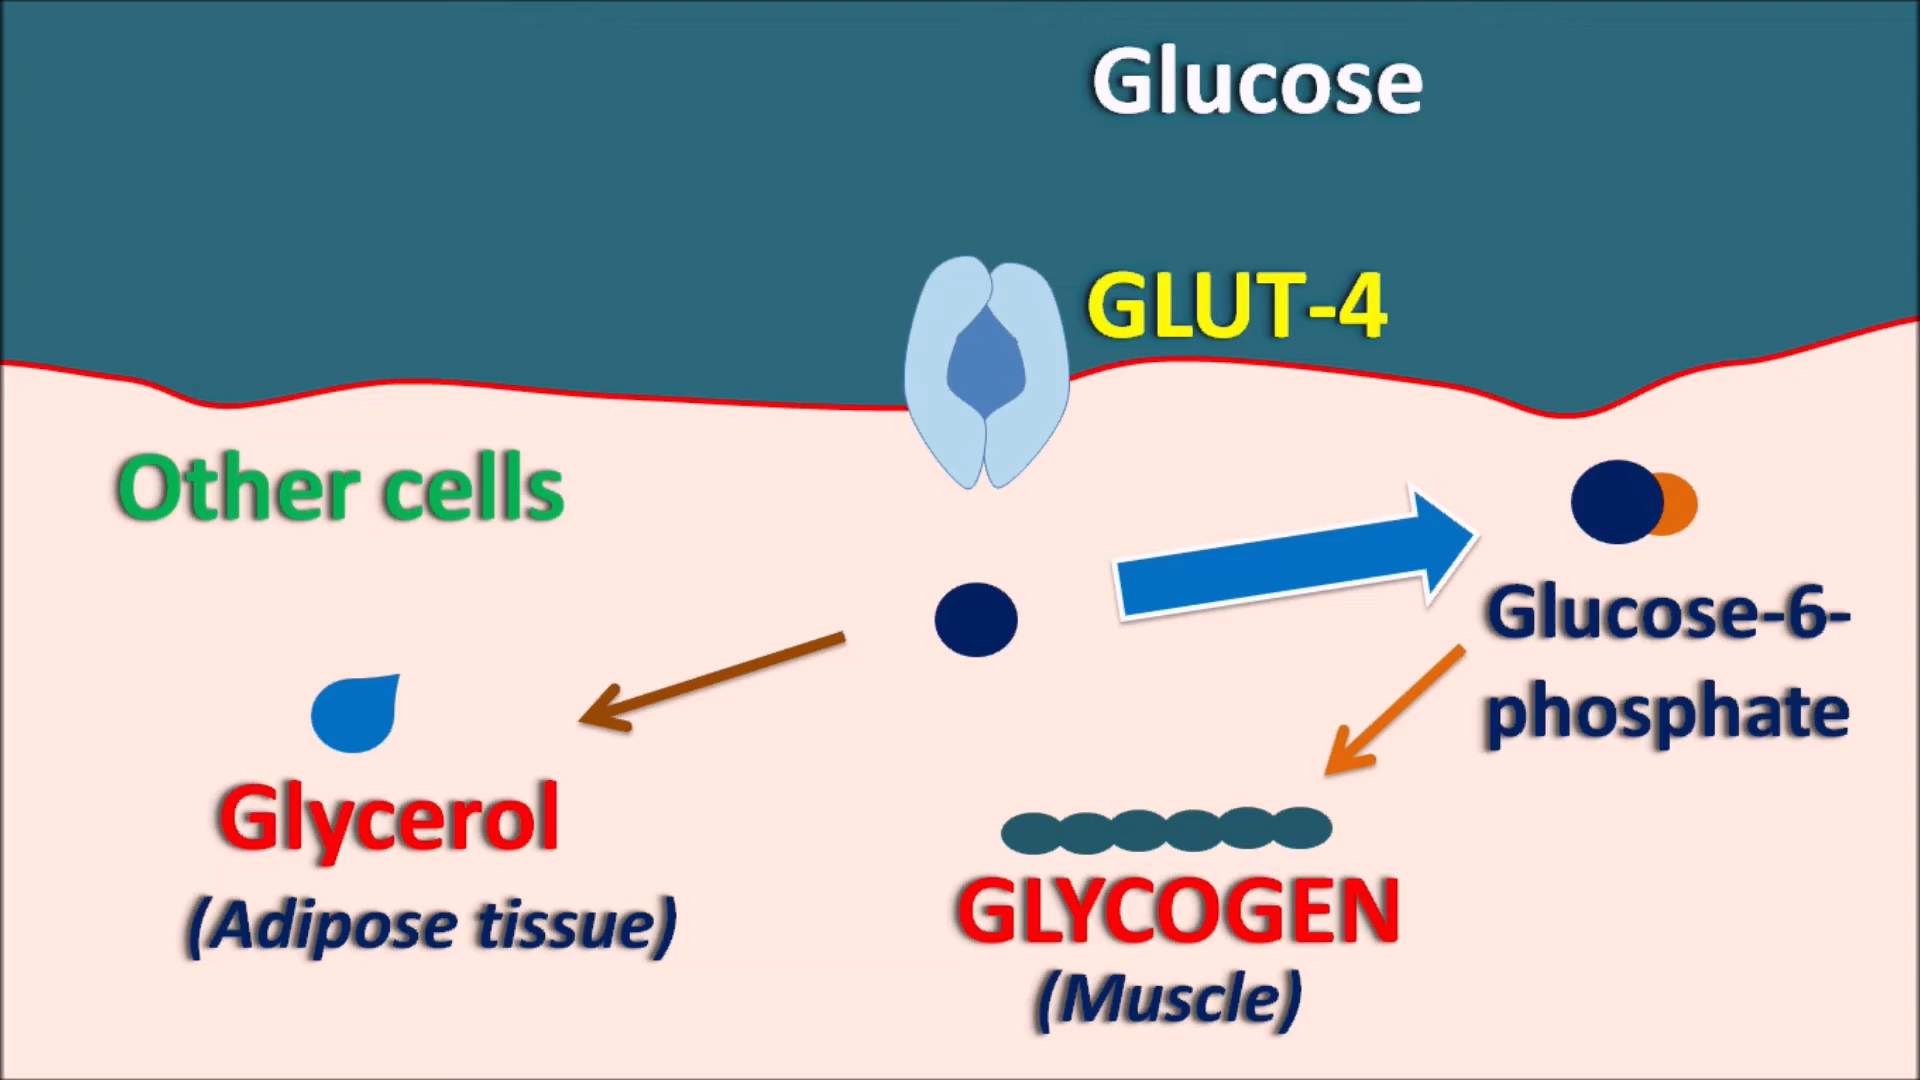 Glucose
GLUT-4
Other cells
Glucose-6-
phosphate
Glycerol
(Adipose tissue)
GLYCOGEN
(Muscle)